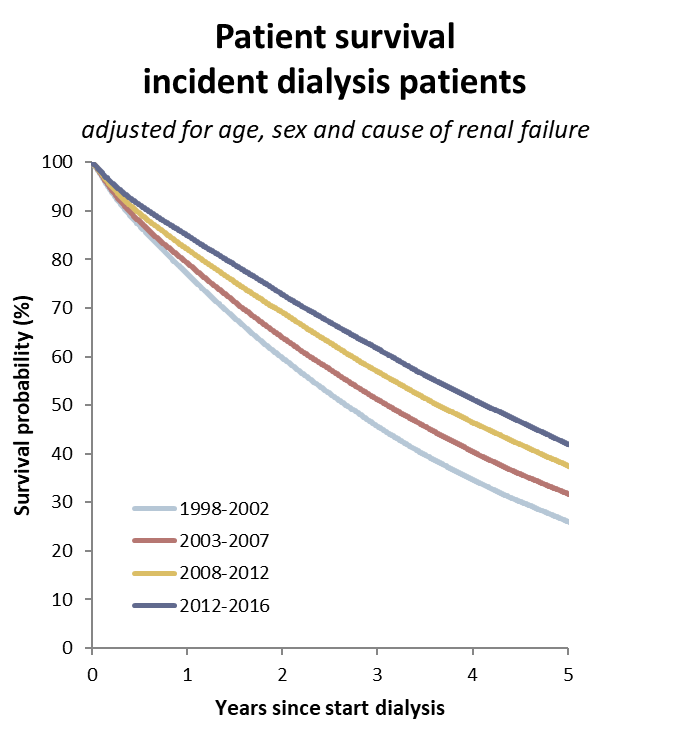 Patient survival
incident dialysis patients
adjusted for age, sex and cause of renal failure
Survival probability (%)
100
90
80
70
60
50
40
30
20
10
0
1998-2002
2003-2007
2008-2012
2012-2016
0 1 2 3 4 5
Years since start dialysis